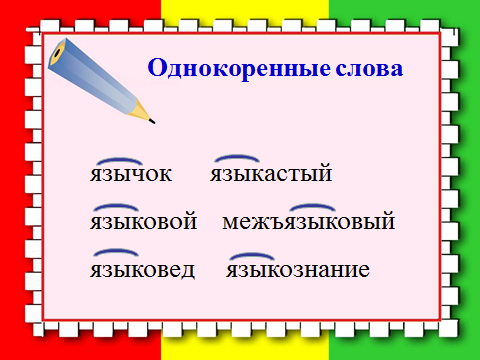 Однокоренные слова
язычок языкастый
языковой межъязыковый
языковед языкознание